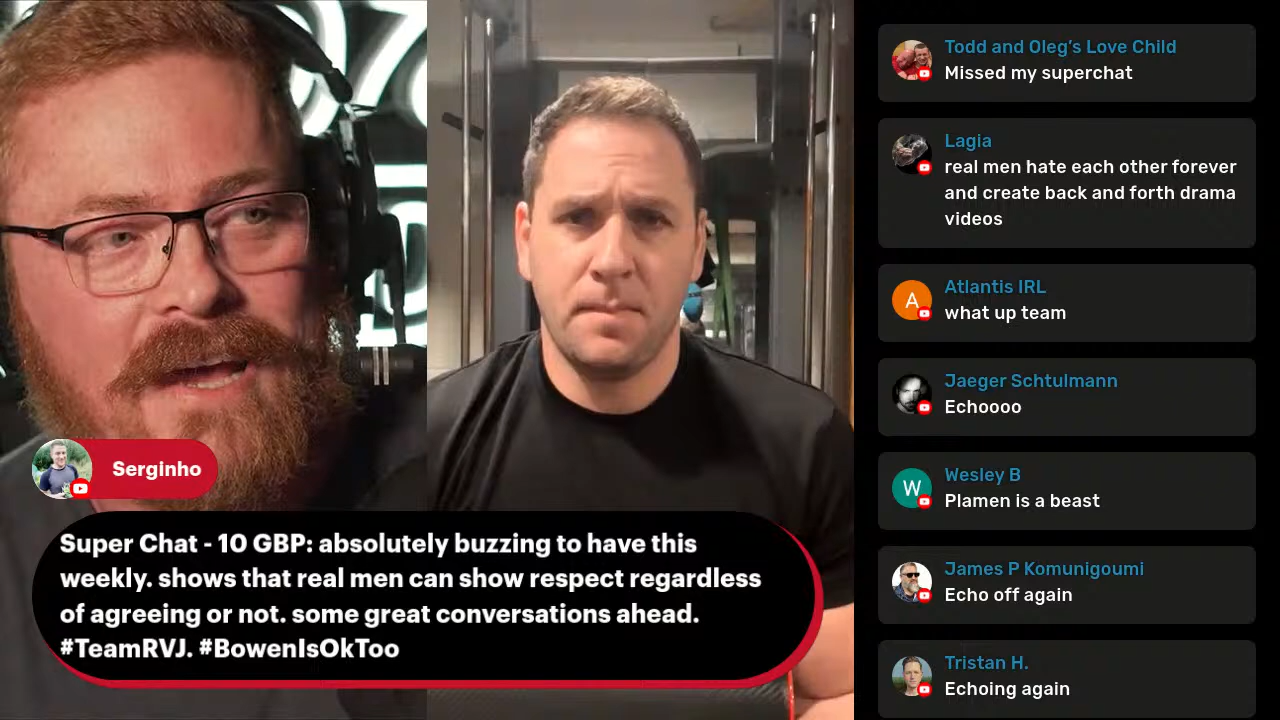 Serginho
Super Chat - 10 GBP: absolutely buzzing to have this
weekly. shows that real men can show respect regardless
of agreeing or not. some great conversations ahead.
#TeamRVJ. #BowenIsOkToo
Todd and Oleg’s Love Child
Missed my superchat
Lagia
real men hate each other forever
and create back and forth drama
videos
A
Atlantis IRL
what up team
Jaeger Schtulmann
Echoooo
W
Wesley B
Plamen is a beast
James P Komunigoumi
Echo off again
Tristan H.
Echoing again